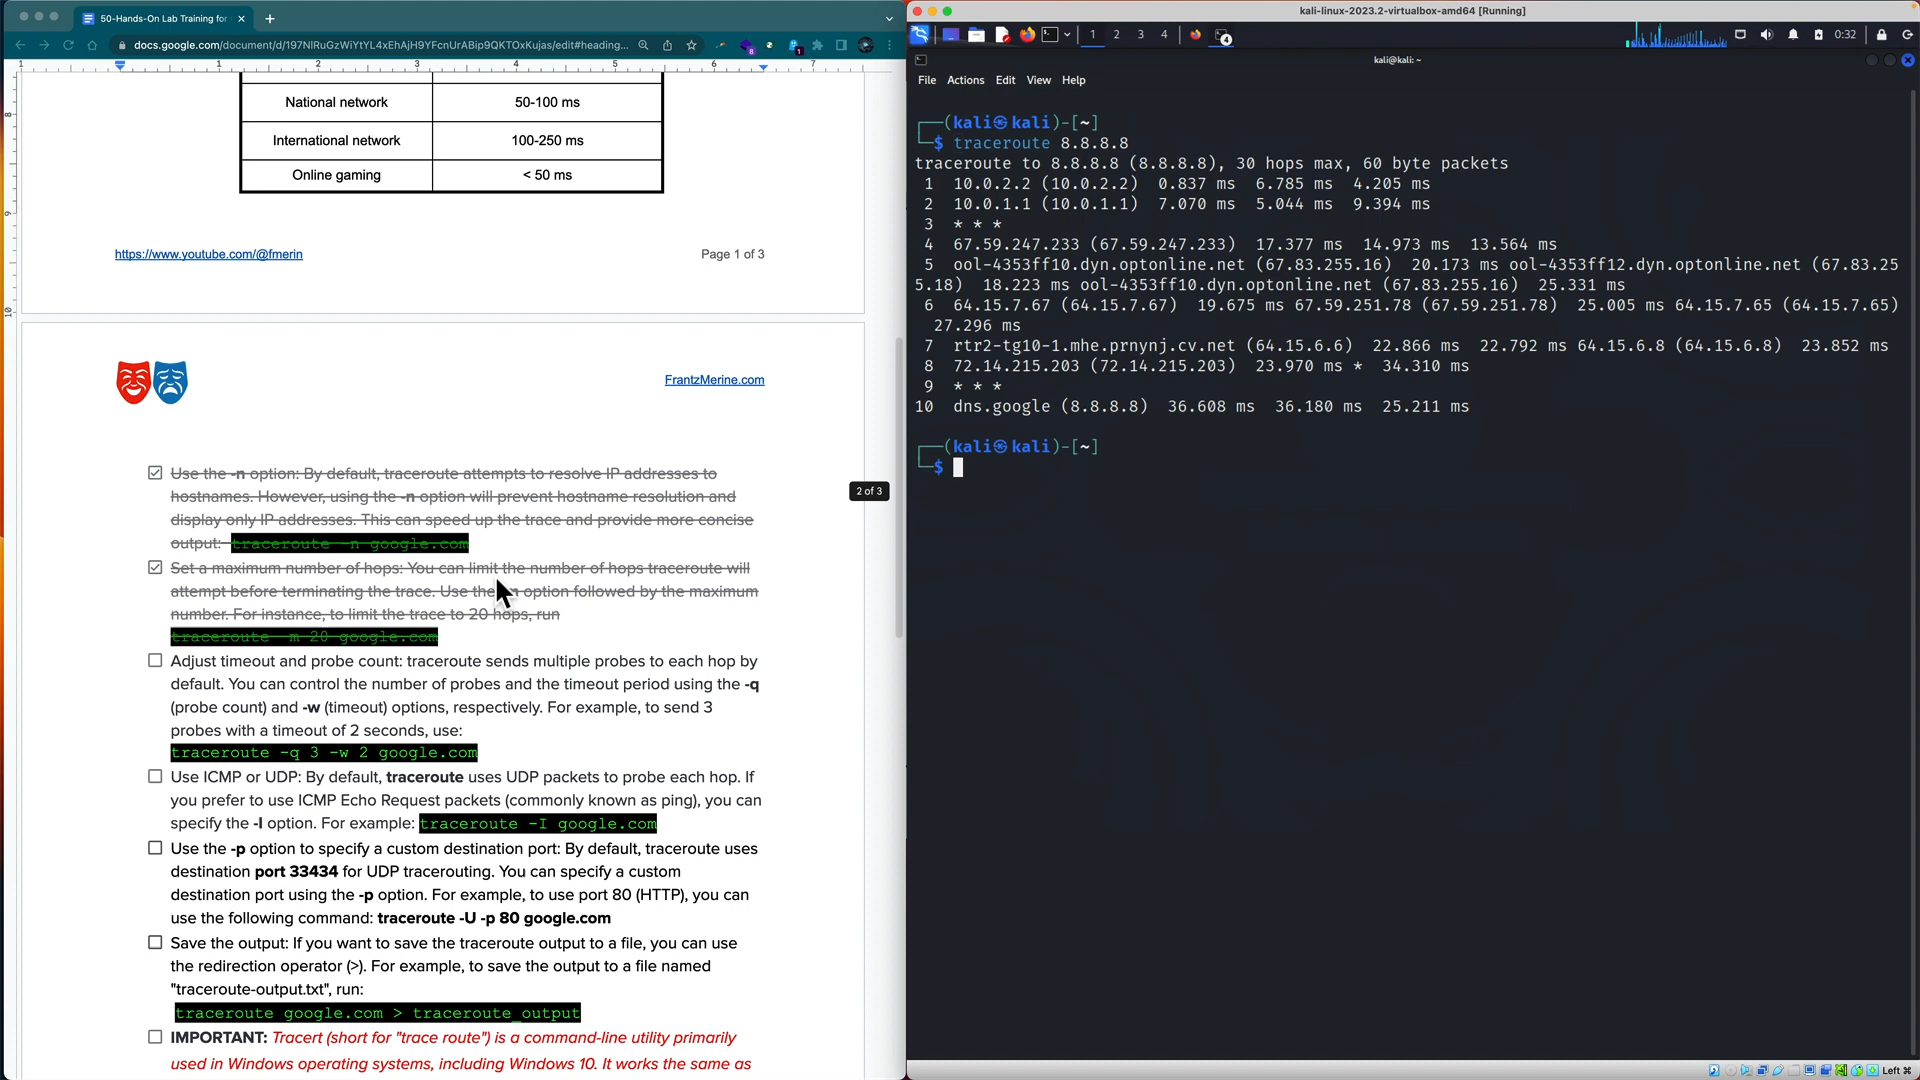 50-Hands-On Lab Training for
docs.google.com/document/d/197NlRuGzWiYtYL4xEhAjH9YFcnUrABip9QKTOxKujas/edit#heading...
1 1 2 3 4 5 6 7
National network 50-100 ms
International network 100-250 ms
Online gaming < 50 ms
https://www.youtube.com/@fmerin Page 1 of 3
FrantzMerine.com
2 of 3
Use the -n option: By default, traceroute attempts to resolve IP addresses to
hostnames. However, using the -n option will prevent hostname resolution and
display only IP addresses. This can speed up the trace and provide more concise
output: traceroute -n google.com
Set a maximum number of hops: You can limit the number of hops traceroute will
attempt before terminating the trace. Use the option followed by the maximum
number. For instance, to limit the trace to 20 hops, run
traceroute -m 20 google.com
Adjust timeout and probe count: traceroute sends multiple probes to each hop by
default. You can control the number of probes and the timeout period using the -q
(probe count) and -w (timeout) options, respectively. For example, to send 3
probes with a timeout of 2 seconds, use:
traceroute -q 3 -w 2 google.com
Use ICMP or UDP: By default, traceroute uses UDP packets to probe each hop. If
you prefer to use ICMP Echo Request packets (commonly known as ping), you can
specify the -I option. For example: traceroute -I google.com
Use the -p option to specify a custom destination port: By default, traceroute uses
destination port 33434 for UDP tracerouting. You can specify a custom
destination port using the -p option. For example, to use port 80 (HTTP), you can
use the following command: traceroute -U -p 80 google.com
Save the output: If you want to save the traceroute output to a file, you can use
the redirection operator (>). For example, to save the output to a file named
"traceroute-output.txt", run:
traceroute google.com > traceroute_output
IMPORTANT: Tracert (short for "trace route") is a command-line utility primarily
used in Windows operating systems, including Windows 10. It works the same as
kali-linux-2023.2-virtualbox-amd64 [Running]
1 2 3 4 4 0:32
kali@kali: ~
File Actions Edit View Help
┌──(kali㉿kali)-[~]
└─$ traceroute 8.8.8.8
traceroute to 8.8.8.8 (8.8.8.8), 30 hops max, 60 byte packets
1 10.0.2.2 (10.0.2.2) 0.837 ms 6.785 ms 4.205 ms
2 10.0.1.1 (10.0.1.1) 7.070 ms 5.044 ms 9.394 ms
3 * * *
4 67.59.247.233 (67.59.247.233) 17.377 ms 14.973 ms 13.564 ms
5 ool-4353ff10.dyn.optonline.net (67.83.255.16) 20.173 ms ool-4353ff12.dyn.optonline.net (67.83.25
5.18) 18.223 ms ool-4353ff10.dyn.optonline.net (67.83.255.16) 25.331 ms
6 64.15.7.67 (64.15.7.67) 19.675 ms 67.59.251.78 (67.59.251.78) 25.005 ms 64.15.7.65 (64.15.7.65)
27.296 ms
7 rtr2-tg10-1.mhe.prnynj.cv.net (64.15.6.6) 22.866 ms 22.792 ms 64.15.6.8 (64.15.6.8) 23.852 ms
8 72.14.215.203 (72.14.215.203) 23.970 ms * 34.310 ms
9 * * *
10 dns.google (8.8.8.8) 36.608 ms 36.180 ms 25.211 ms
┌──(kali㉿kali)-[~]
└─$
Left ⌘